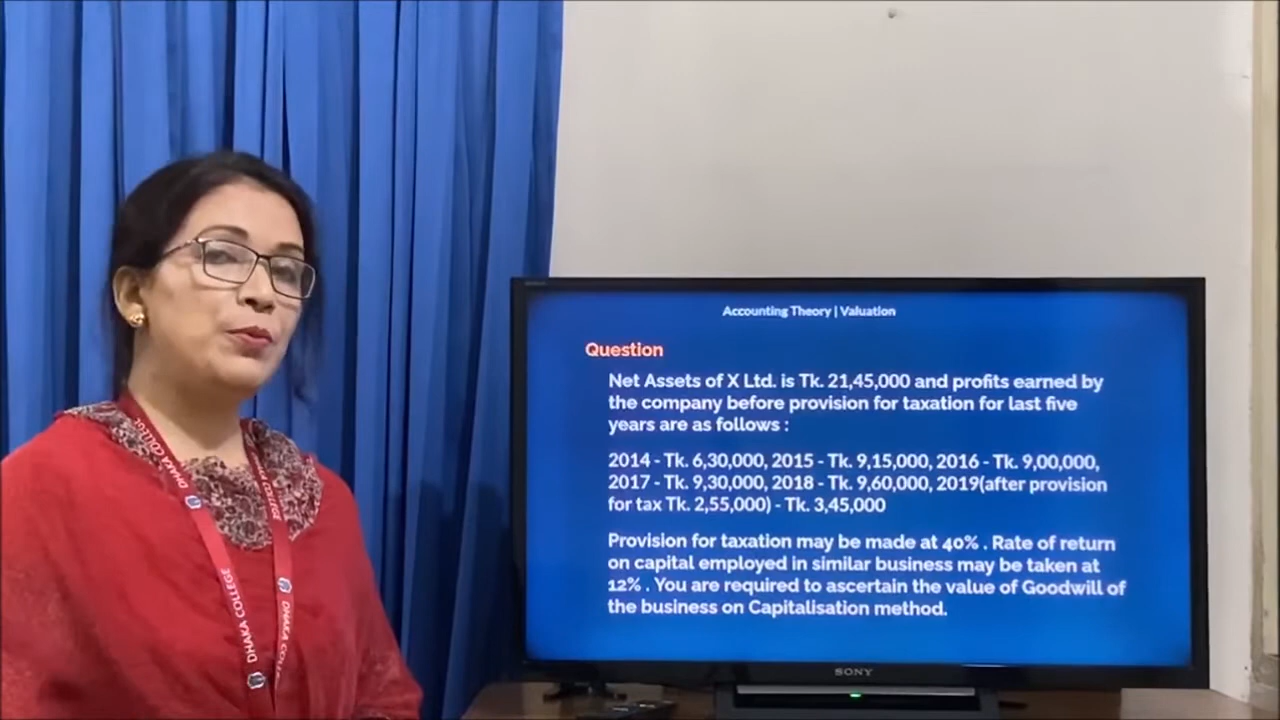 Accounting Theory | Valuation
Question
Net Assets of X Ltd. is Tk. 21,45,000 and profits earned by
the company before provision for taxation for last five
years are as follows :
2014 - Tk. 6,30,000, 2015 - Tk. 9,15,000, 2016 - Tk. 9,00,000,
2017 - Tk. 9,30,000, 2018 - Tk. 9,60,000, 2019(after provision
for tax Tk. 2,55,000) - Tk. 3,45,000
Provision for taxation may be made at 40% . Rate of return
on capital employed in similar business may be taken at
12% . You are required to ascertain the value of Goodwill of
the business on Capitalisation method.
SONY
DHAKA COLLEGE
DHAKA COLLEGE
DHAKA COL